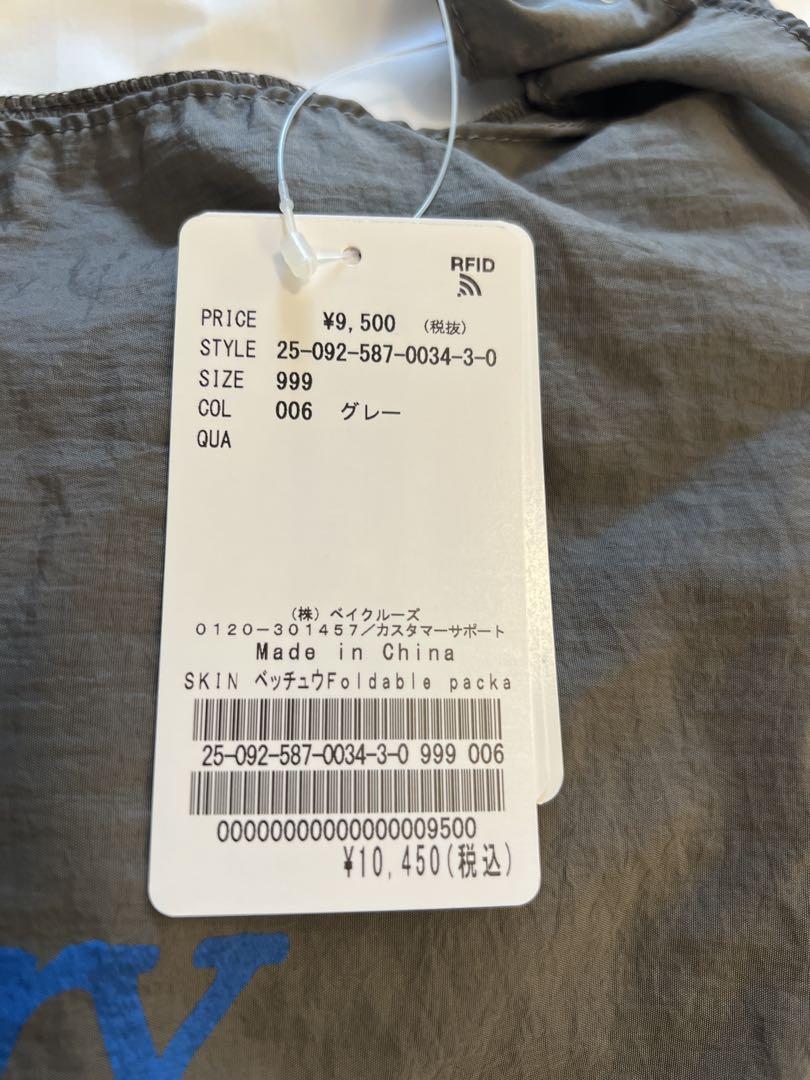 RFID
PRICE ¥9,500 (税抜)
STYLE 25-092-587-0034-3-0
SIZE 999
COL 006 グレー
QUA
(株) ベイクルーズ
0120-301457/カスタマーサポート
Made in China
SKIN ベッチュウFoldable packa
25-092-587-0034-3-0 999 006
00000000000000009500
¥10,450(税込)
ry